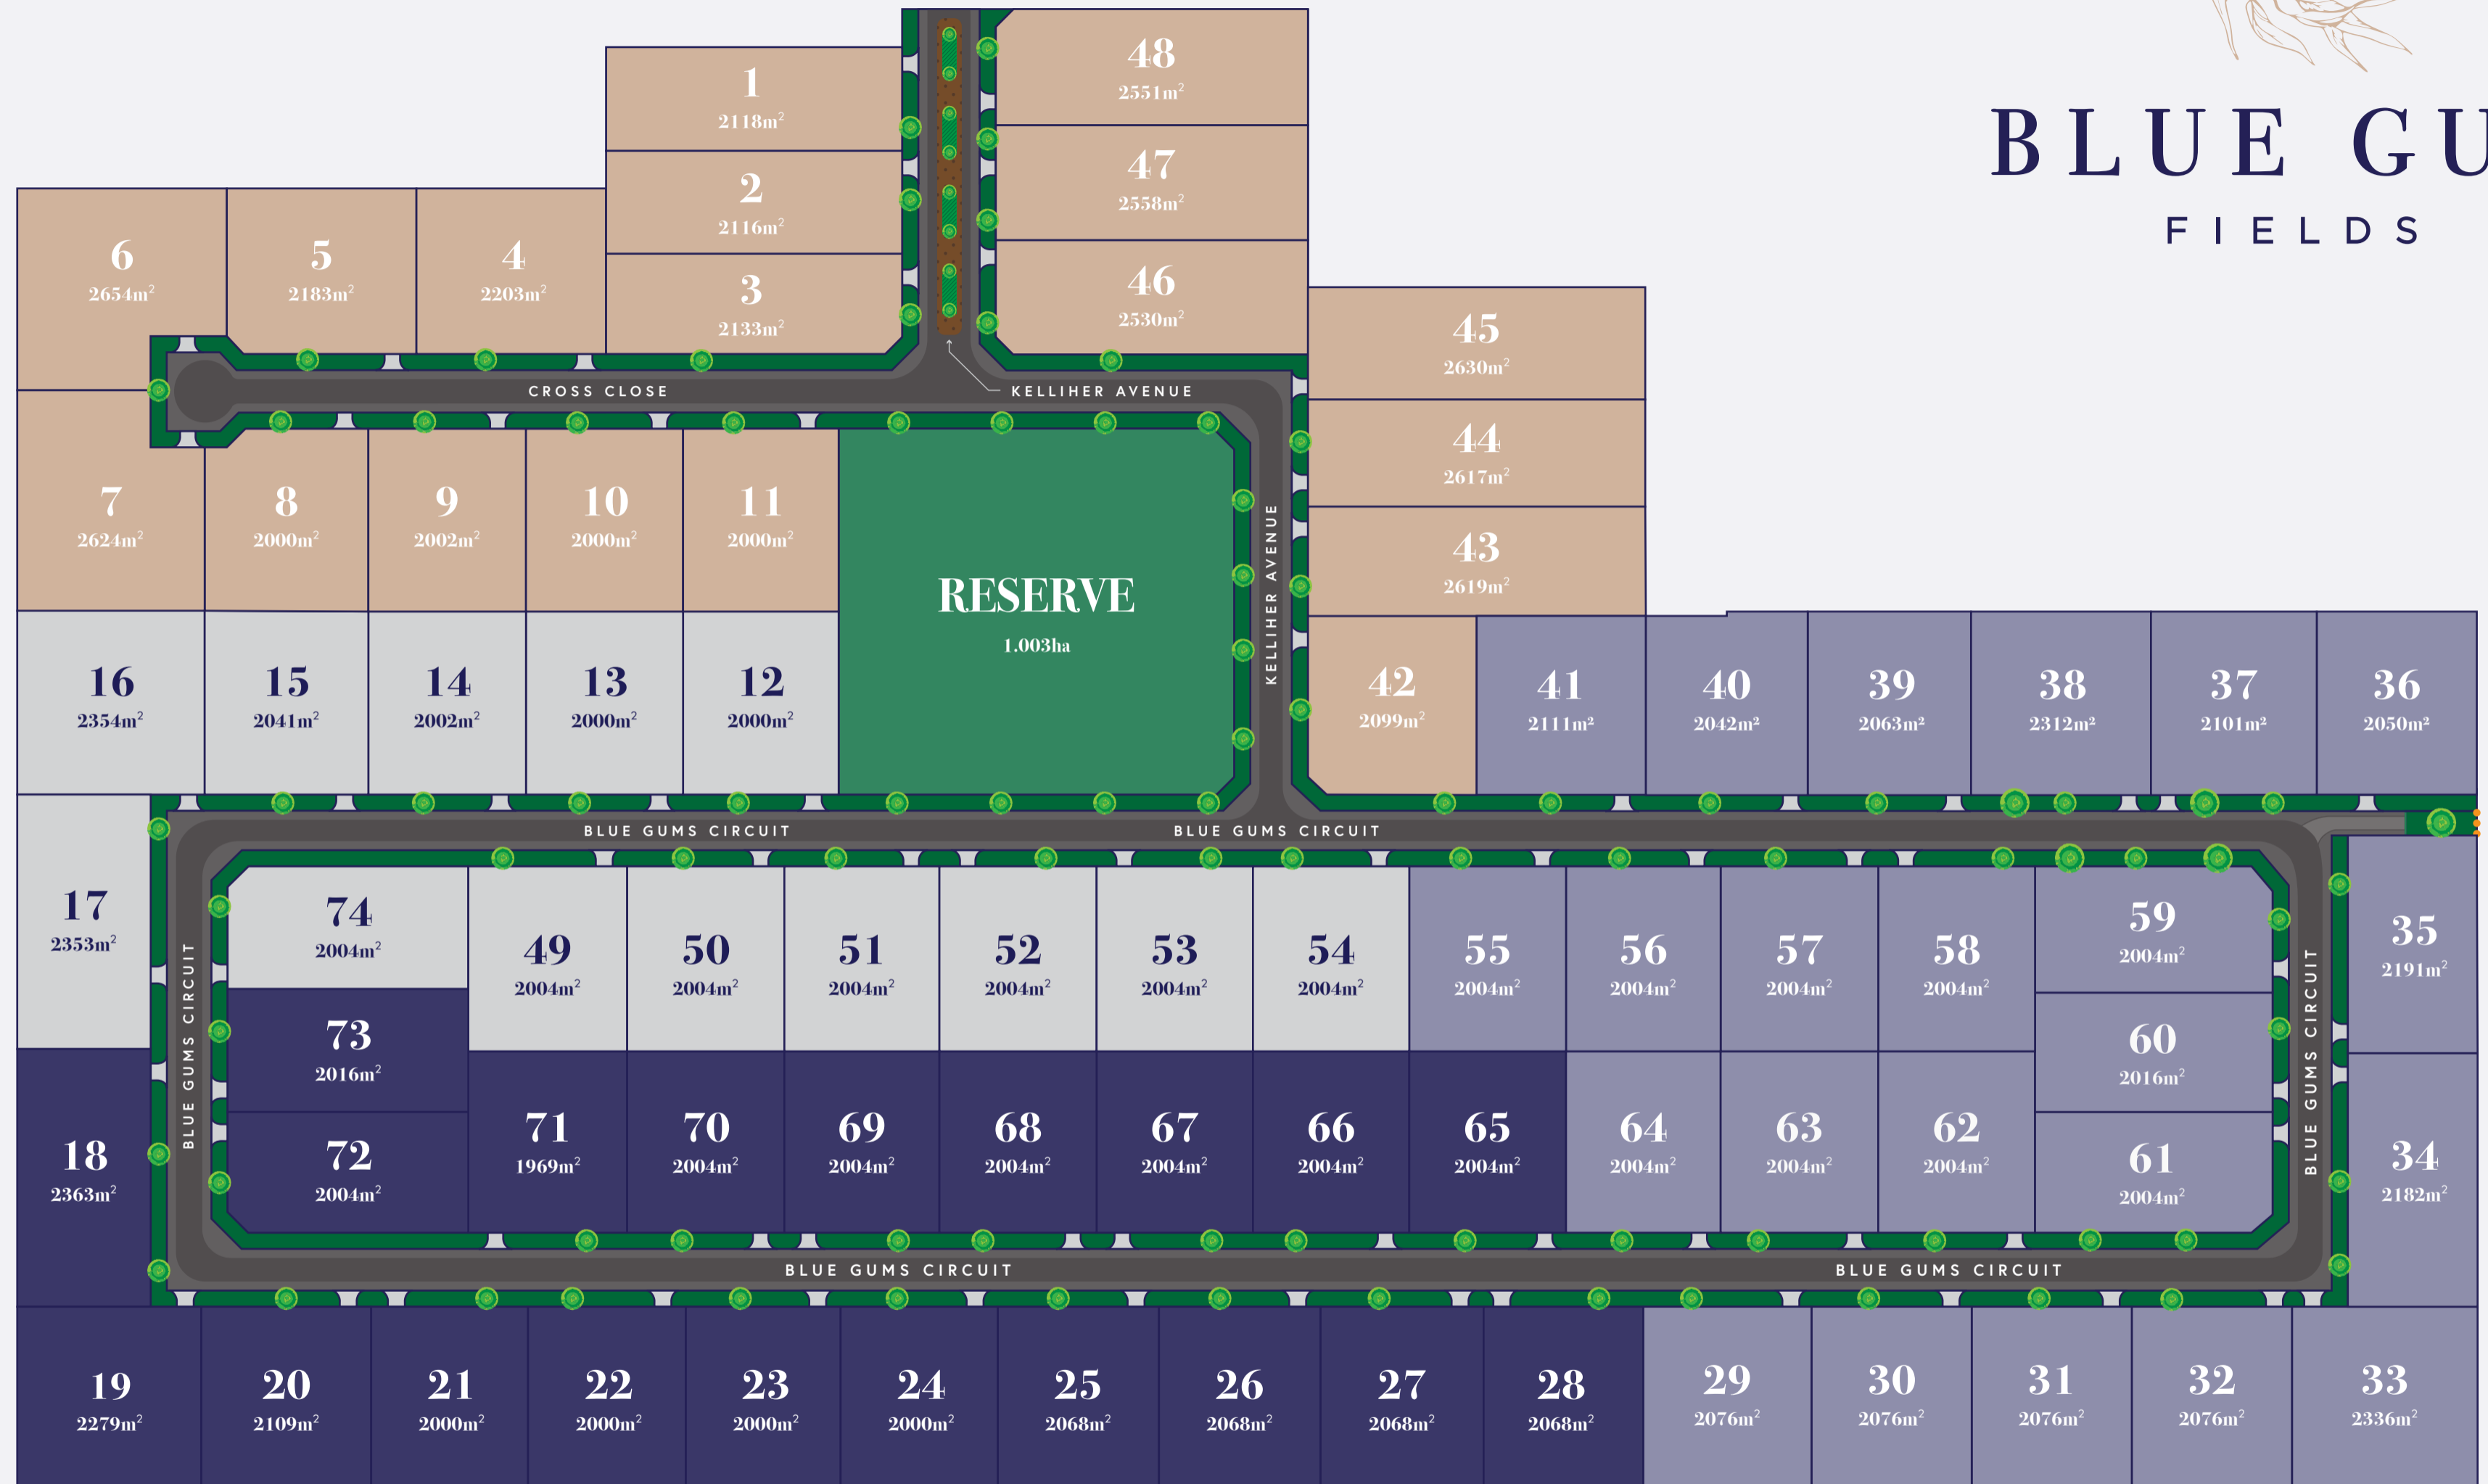 BLUE GU
FIELDS
1
2118m²
48
2551m²
2
2116m²
47
2558m²
3
2133m²
46
2530m²
6
2654m²
5
2183m²
4
2203m²
45
2630m²
CROSS CLOSE
KELLIHER AVENUE
44
2617m²
7
2624m²
8
2000m²
9
2002m²
10
2000m²
11
2000m²
RESERVE
1.003ha
KELLIHER AVENUE
43
2619m²
16
2354m²
15
2041m²
14
2002m²
13
2000m²
12
2000m²
42
2099m²
41
2111m²
40
2042m²
39
2063m²
38
2312m²
37
2101m²
36
2050m²
BLUE GUMS CIRCUIT
BLUE GUMS CIRCUIT
17
2353m²
BLUE GUMS CIRCUIT
74
2004m²
49
2004m²
50
2004m²
51
2004m²
52
2004m²
53
2004m²
54
2004m²
55
2004m²
56
2004m²
57
2004m²
58
2004m²
59
2004m²
BLUE GUMS CIRCUIT
35
2191m²
73
2016m²
60
2016m²
18
2363m²
72
2004m²
71
1969m²
70
2004m²
69
2004m²
68
2004m²
67
2004m²
66
2004m²
65
2004m²
64
2004m²
63
2004m²
62
2004m²
61
2004m²
34
2182m²
BLUE GUMS CIRCUIT
BLUE GUMS CIRCUIT
19
2279m²
20
2109m²
21
2000m²
22
2000m²
23
2000m²
24
2000m²
25
2068m²
26
2068m²
27
2068m²
28
2068m²
29
2076m²
30
2076m²
31
2076m²
32
2076m²
33
2336m²